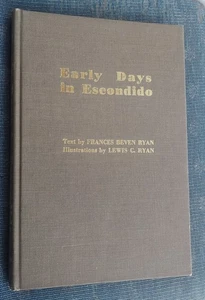 Early Days
in Escondido
Text by FRANCES BEVEN RYAN
Illustrations by LEWIS C. RYAN